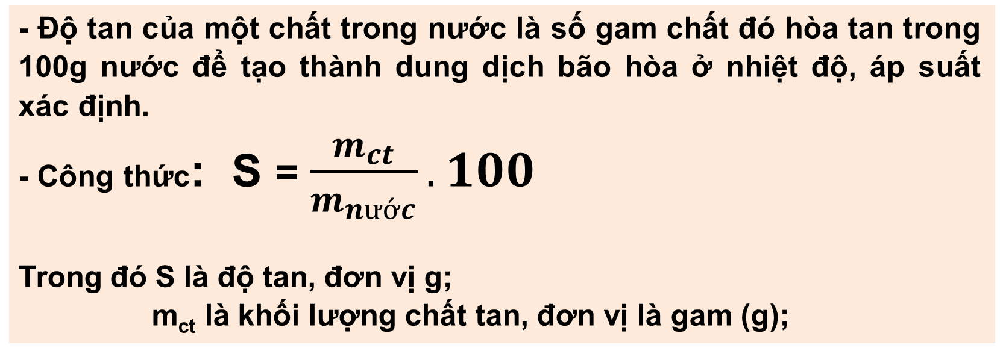 - Độ tan của một chất trong nước là số gam chất đó hòa tan trong
100g nước để tạo thành dung dịch bão hòa ở nhiệt độ, áp suất
xác định.
- Công thức: S = \frac{m_{ct}}{m_{nước}} . 100
Trong đó S là độ tan, đơn vị g;
m_{ct} là khối lượng chất tan, đơn vị là gam (g);